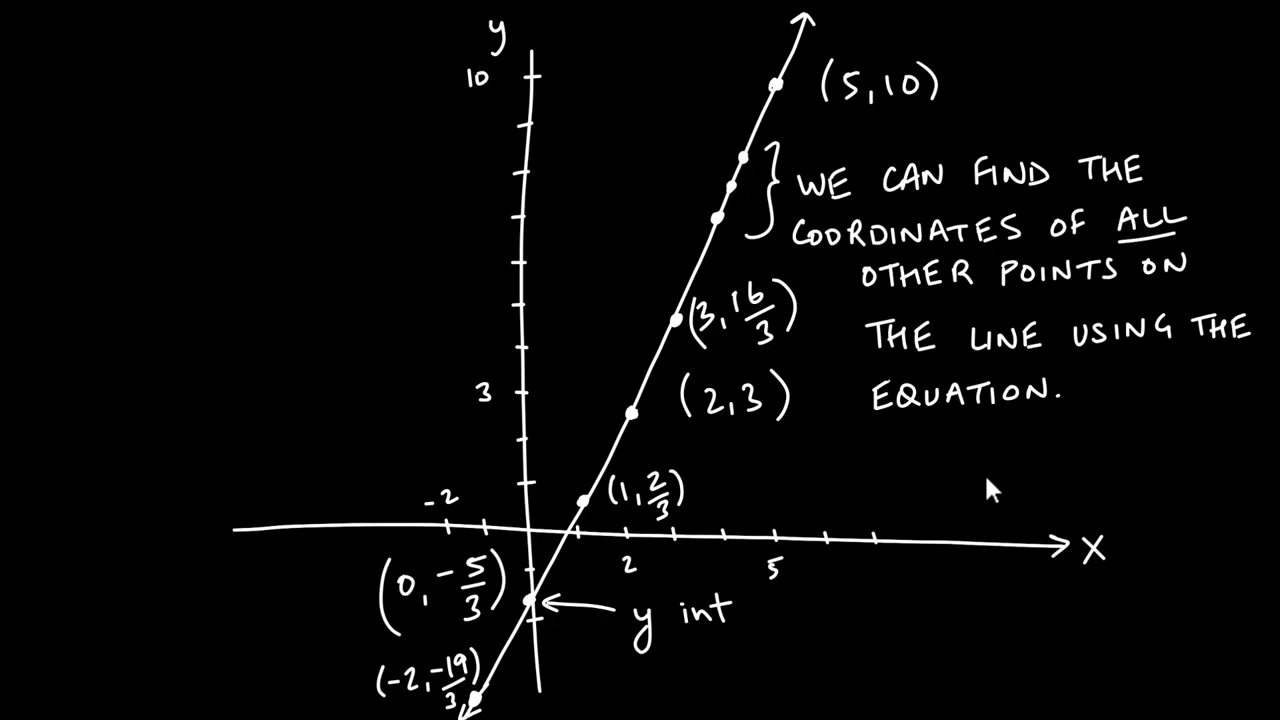 y
10
(5,10)
WE CAN FIND THE
COORDINATES OF ALL
OTHER POINTS ON
THE LINE USING THE
EQUATION.
(3, 16/3)
3
(2,3)
-2
(1, 2/3)
2
5
X
(0, -5/3)
y int
(-2, -19/3)